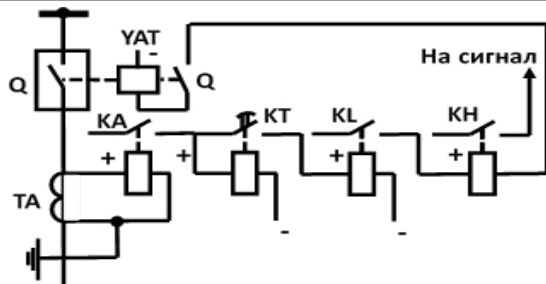 YAT
-
На сигнал
Q
Q
KA
KT
KL
KH
+
+
+
+
TA
-
-